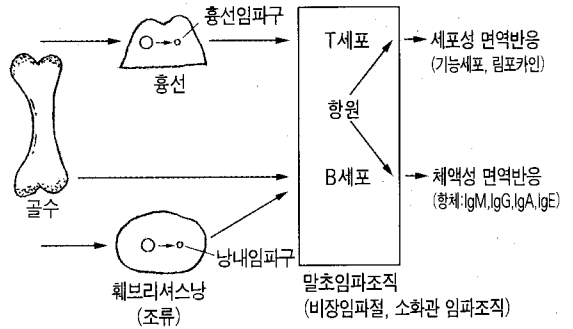 흉선임파구
흉선
골수
낭내임파구
훼브리셔스낭
(조류)
T세포
항원
B세포
말초임파조직
(비장임파절, 소화관 임파조직)
세포성 면역반응
(기능세포, 림포카인)
체액성 면역반응
(항체:IgM,IgG,IgA,IgE)